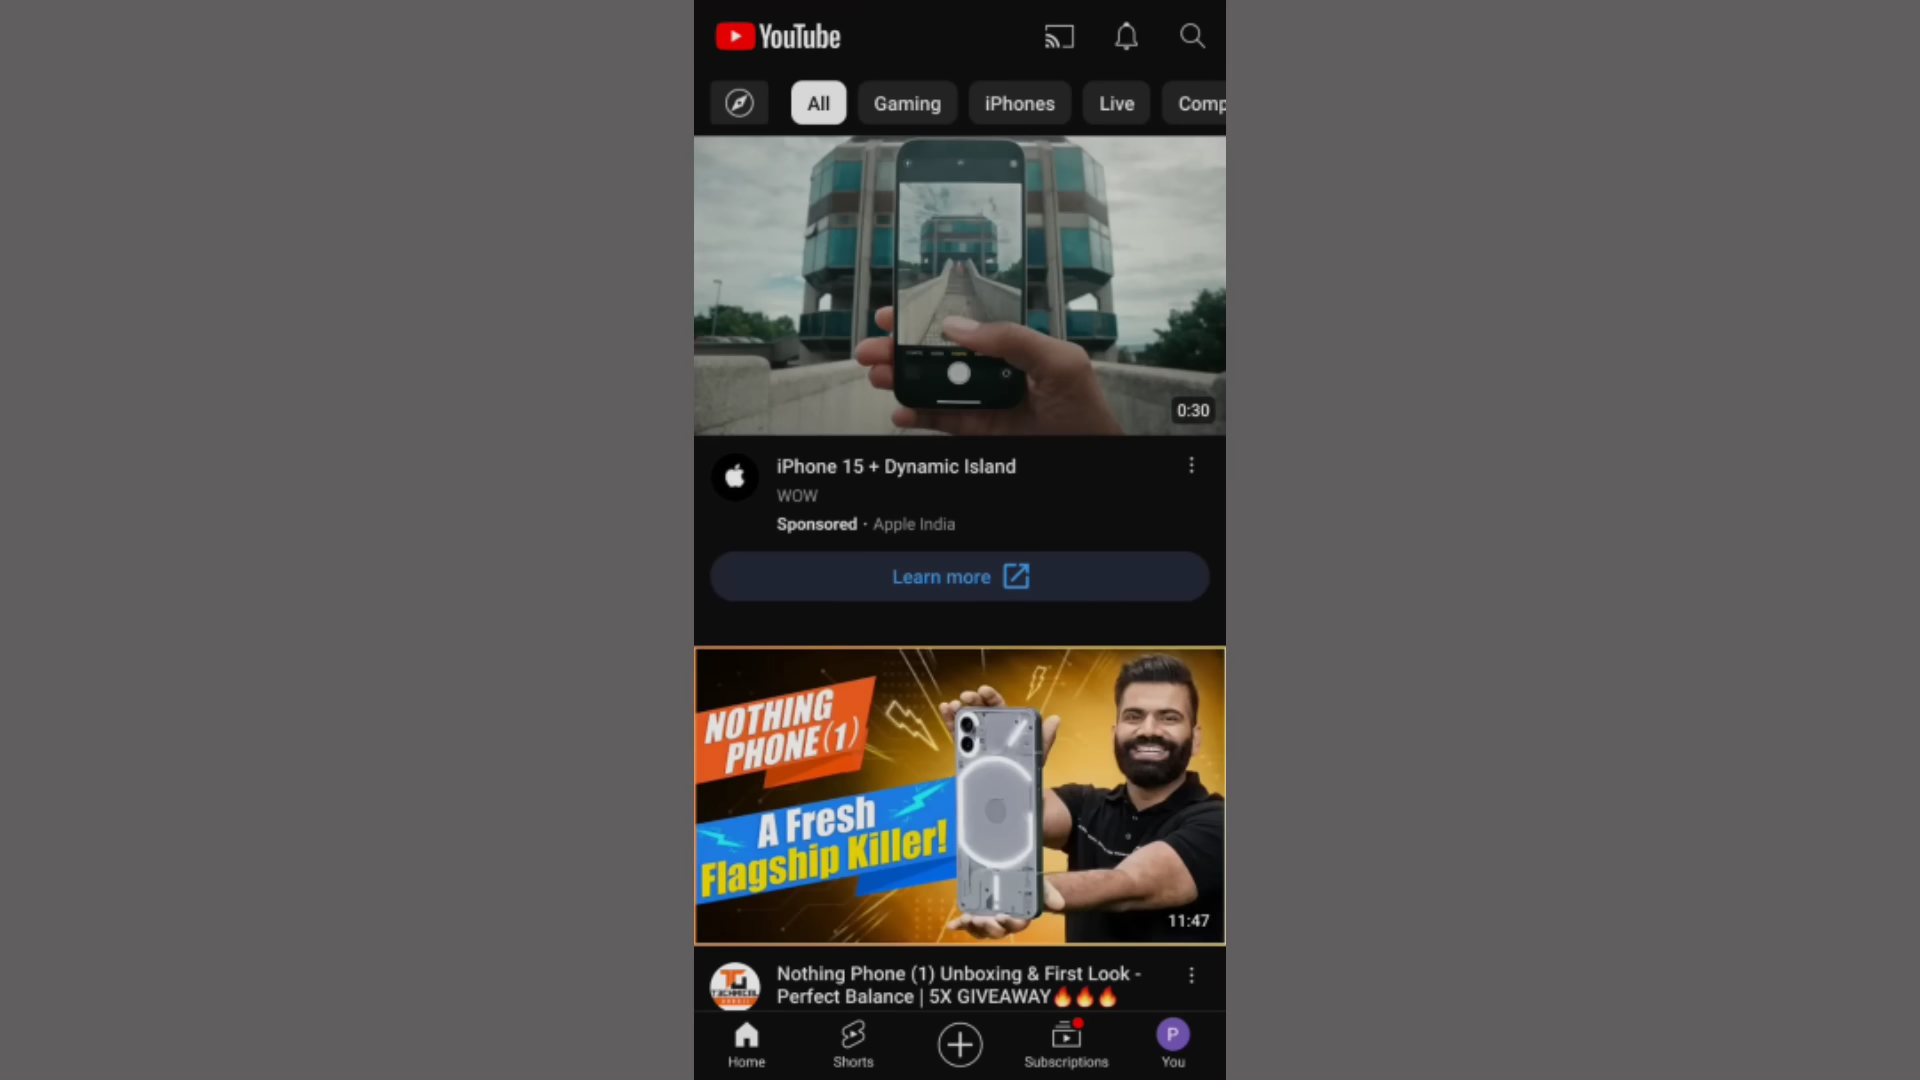 YouTube
All
Gaming
iPhones
Live
Comp
0:30
iPhone 15 + Dynamic Island
WOW
Sponsored · Apple India
Learn more
NOTHING
PHONE (1)
A Fresh
Flagship Killer!
11:47
TG
TECHNICAL
Nothing Phone (1) Unboxing & First Look -
Perfect Balance | 5X GIVEAWAY🔥🔥🔥
Home
Shorts
Subscriptions
P
You